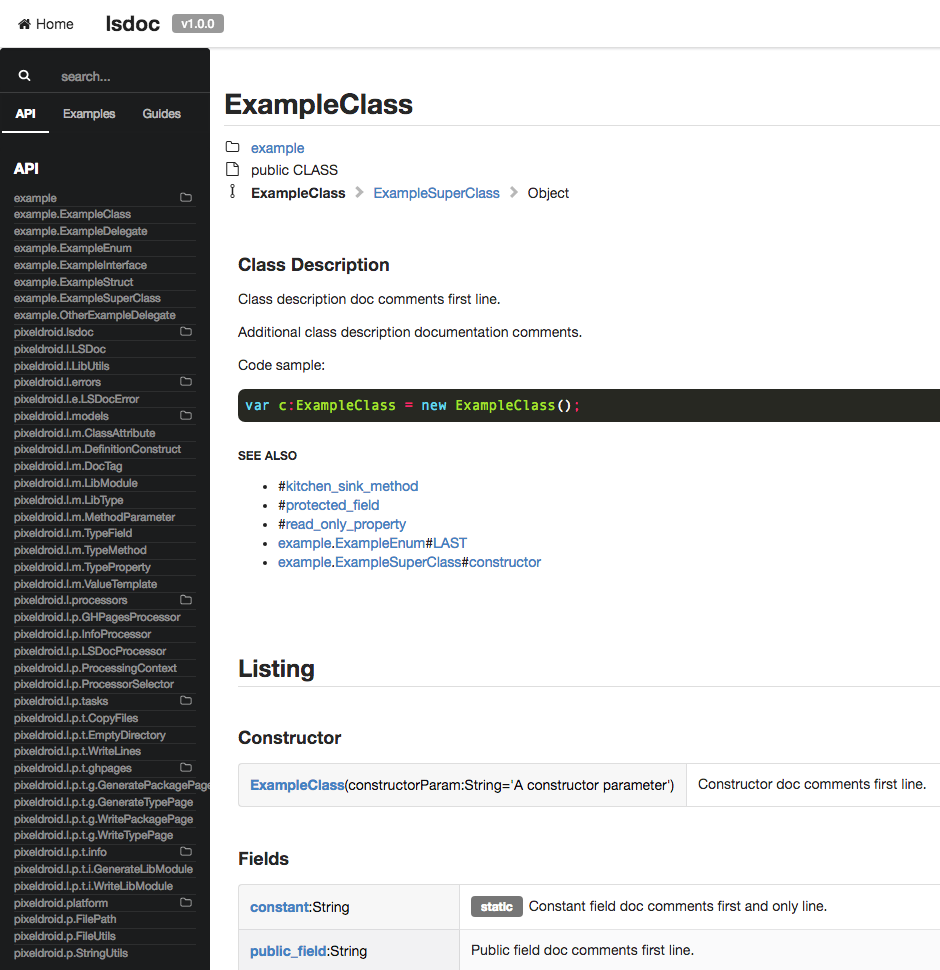 Home lsdoc v1.0.0
search...
API Examples Guides
API
example
example.ExampleClass
example.ExampleDelegate
example.ExampleEnum
example.ExampleInterface
example.ExampleStruct
example.ExampleSuperClass
example.OtherExampleDelegate
pixeldroid.lsdoc
pixeldroid.l.LSDoc
pixeldroid.l.LibUtils
pixeldroid.l.errors
pixeldroid.l.e.LSDocError
pixeldroid.l.models
pixeldroid.l.m.ClassAttribute
pixeldroid.l.m.DefinitionConstruct
pixeldroid.l.m.DocTag
pixeldroid.l.m.LibModule
pixeldroid.l.m.LibType
pixeldroid.l.m.MethodParameter
pixeldroid.l.m.TypeField
pixeldroid.l.m.TypeMethod
pixeldroid.l.m.TypeProperty
pixeldroid.l.m.ValueTemplate
pixeldroid.l.processors
pixeldroid.l.p.GHPagesProcessor
pixeldroid.l.p.InfoProcessor
pixeldroid.l.p.LSDocProcessor
pixeldroid.l.p.ProcessingContext
pixeldroid.l.p.ProcessorSelector
pixeldroid.l.p.tasks
pixeldroid.l.p.t.CopyFiles
pixeldroid.l.p.t.EmptyDirectory
pixeldroid.l.p.t.WriteLines
pixeldroid.l.p.t.ghpages
pixeldroid.l.p.t.g.GeneratePackagePage
pixeldroid.l.p.t.g.GenerateTypePage
pixeldroid.l.p.t.g.WritePackagePage
pixeldroid.l.p.t.g.WriteTypePage
pixeldroid.l.p.t.info
pixeldroid.l.p.t.i.GenerateLibModule
pixeldroid.l.p.t.i.WriteLibModule
pixeldroid.platform
pixeldroid.p.FilePath
pixeldroid.p.FileUtils
pixeldroid.p.StringUtils
ExampleClass
example
public CLASS
ExampleClass > ExampleSuperClass > Object
Class Description
Class description doc comments first line.
Additional class description documentation comments.
Code sample:
var c:ExampleClass = new ExampleClass();
SEE ALSO
• #kitchen_sink_method
• #protected_field
• #read_only_property
• example.ExampleEnum#LAST
• example.ExampleSuperClass#constructor
Listing
Constructor
ExampleClass(constructorParam:String='A constructor parameter') Constructor doc comments first line.
Fields
constant:String static Constant field doc comments first and only line.
public_field:String Public field doc comments first line.